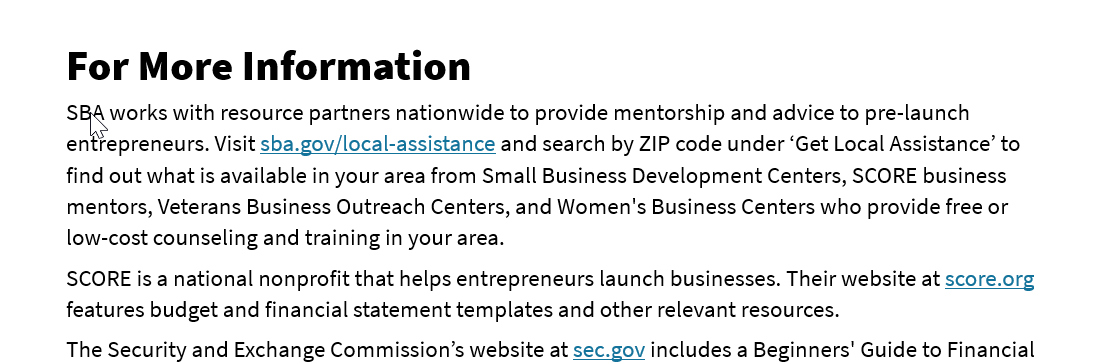 For More Information
SBA works with resource partners nationwide to provide mentorship and advice to pre-launch
entrepreneurs. Visit sba.gov/local-assistance and search by ZIP code under ‘Get Local Assistance’ to
find out what is available in your area from Small Business Development Centers, SCORE business
mentors, Veterans Business Outreach Centers, and Women's Business Centers who provide free or
low-cost counseling and training in your area.
SCORE is a national nonprofit that helps entrepreneurs launch businesses. Their website at score.org
features budget and financial statement templates and other relevant resources.
The Security and Exchange Commission’s website at sec.gov includes a Beginners' Guide to Financial